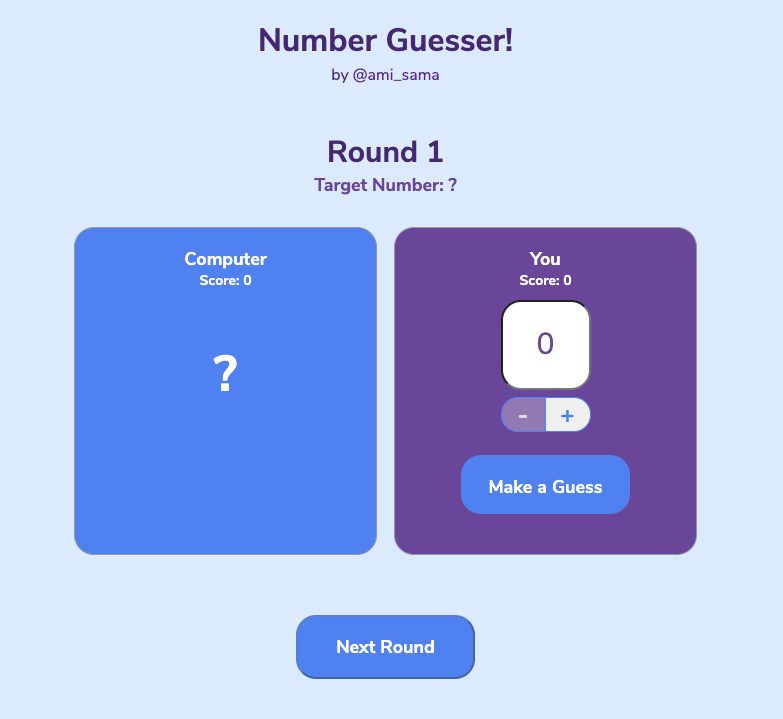 Number Guesser!
by @ami_sama
Round 1
Target Number: ?
Computer
Score: 0
?
You
Score: 0
0
- +
Make a Guess
Next Round